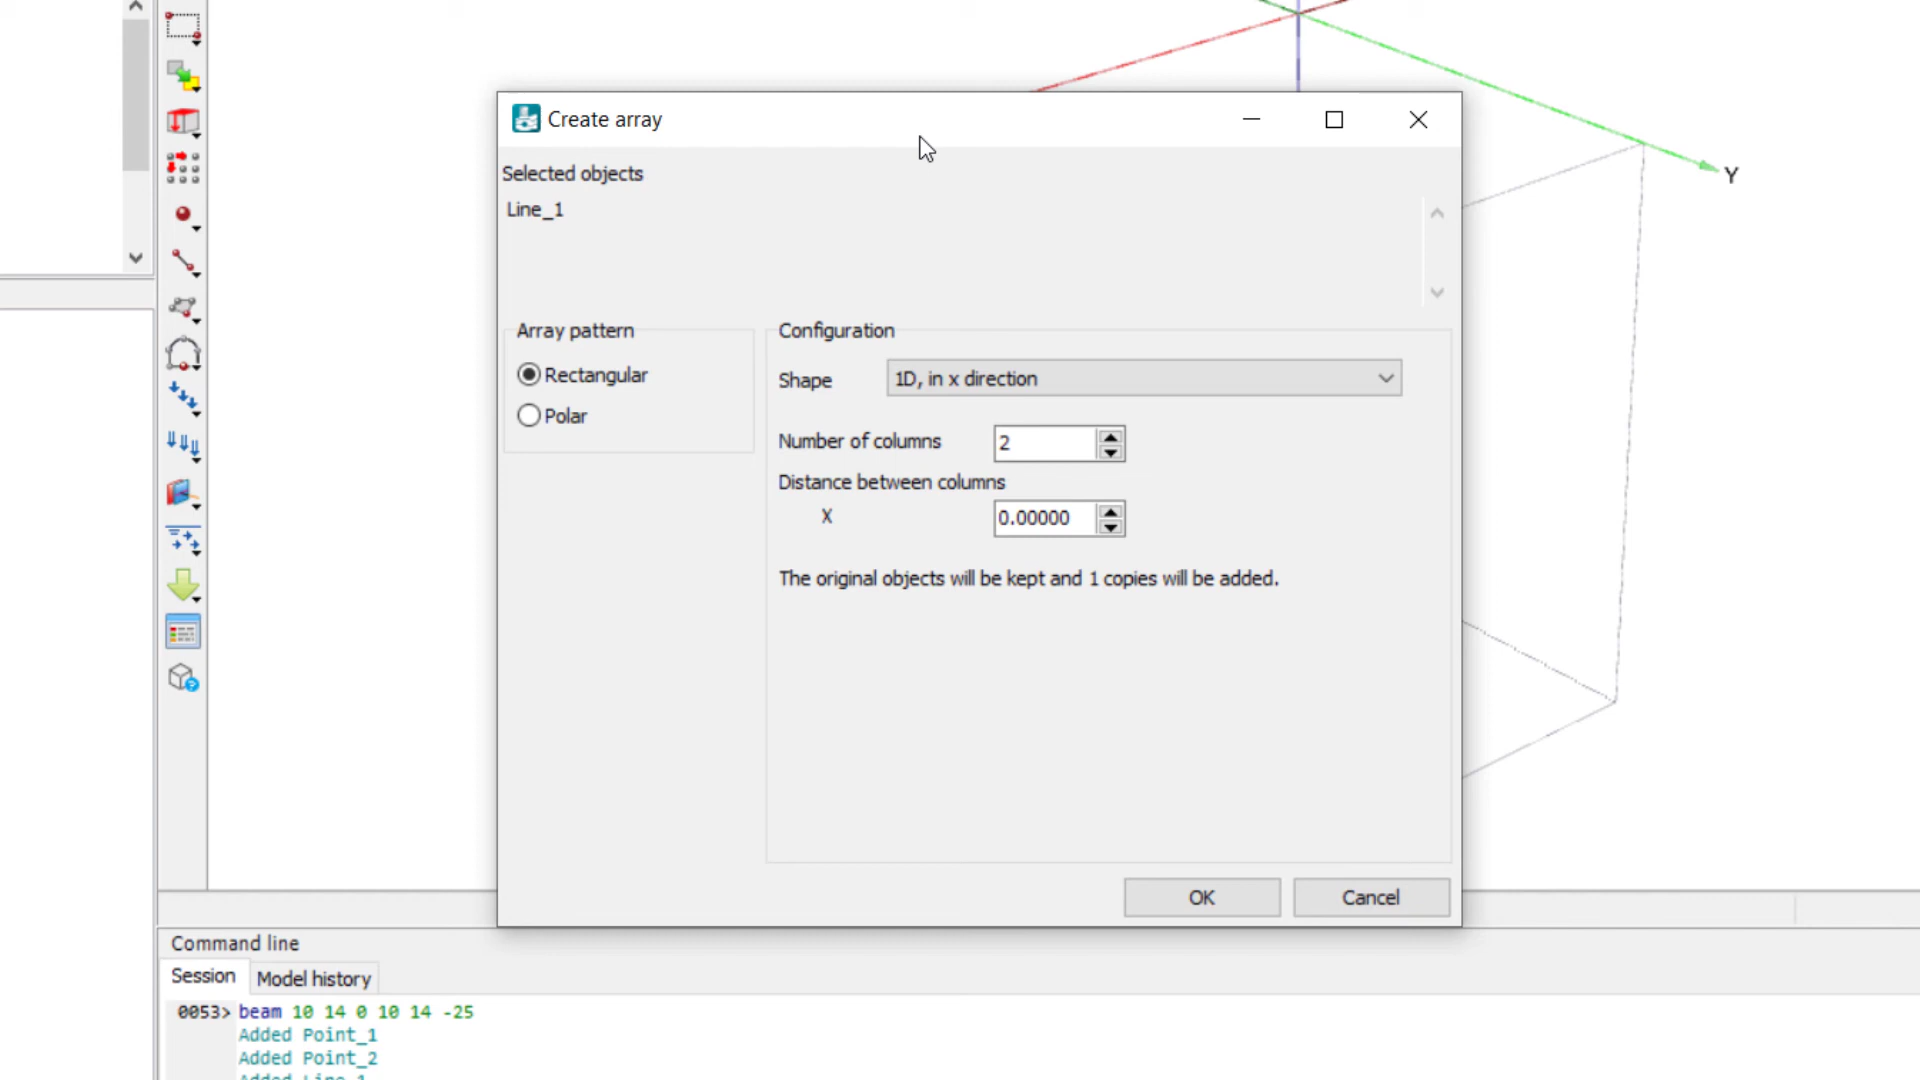 Create array
Y
Selected objects
Line_1
Array pattern
Rectangular
Polar
Configuration
Shape
1D, in x direction
Number of columns
2
Distance between columns
X
0.00000
The original objects will be kept and 1 copies will be added.
OK
Cancel
Command line
Session
Model history
0053> beam 10 14 0 10 14 -25
Added Point_1
Added Point_2
Added Line_1